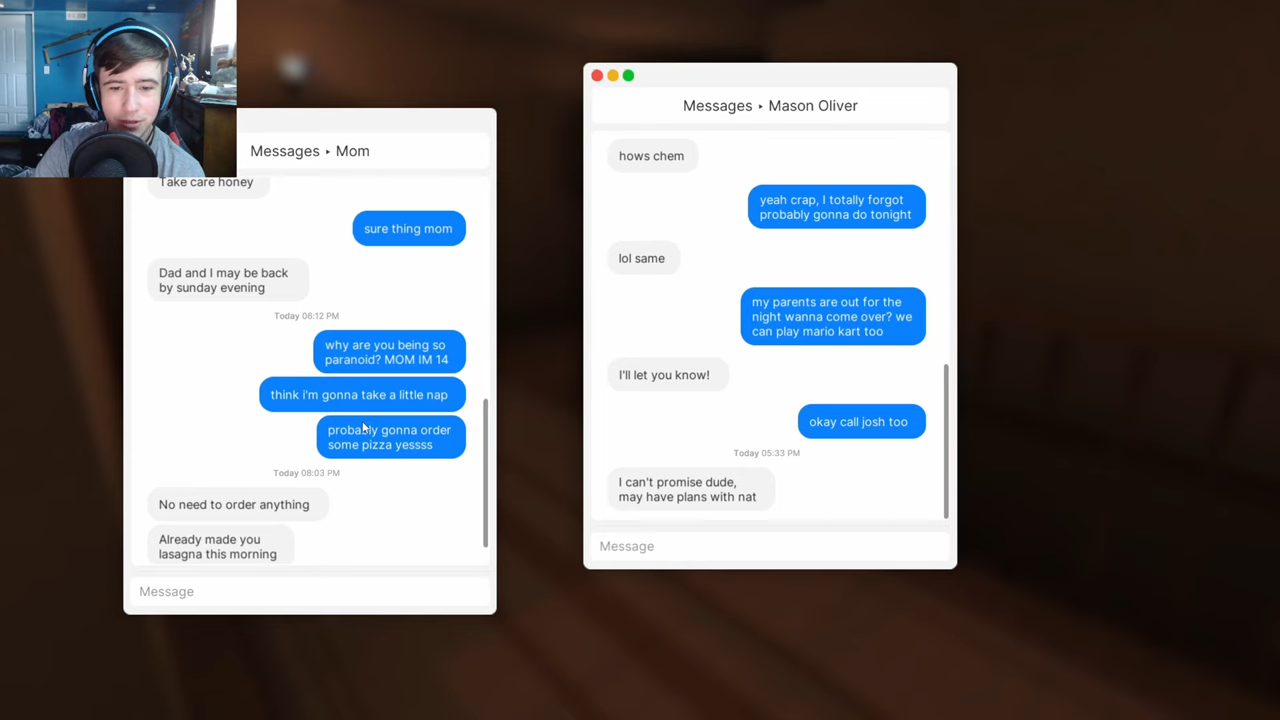 Messages ▸ Mom
Take care honey
sure thing mom
Dad and I may be back
by sunday evening
Today 06:12 PM
why are you being so
paranoid? MOM IM 14
think i'm gonna take a little nap
probably gonna order
some pizza yessss
Today 08:03 PM
No need to order anything
Already made you
lasagna this morning
Message
Messages ▸ Mason Oliver
hows chem
yeah crap, I totally forgot
probably gonna do tonight
lol same
my parents are out for the
night wanna come over? we
can play mario kart too
I'll let you know!
okay call josh too
Today 05:33 PM
I can't promise dude,
may have plans with nat
Message